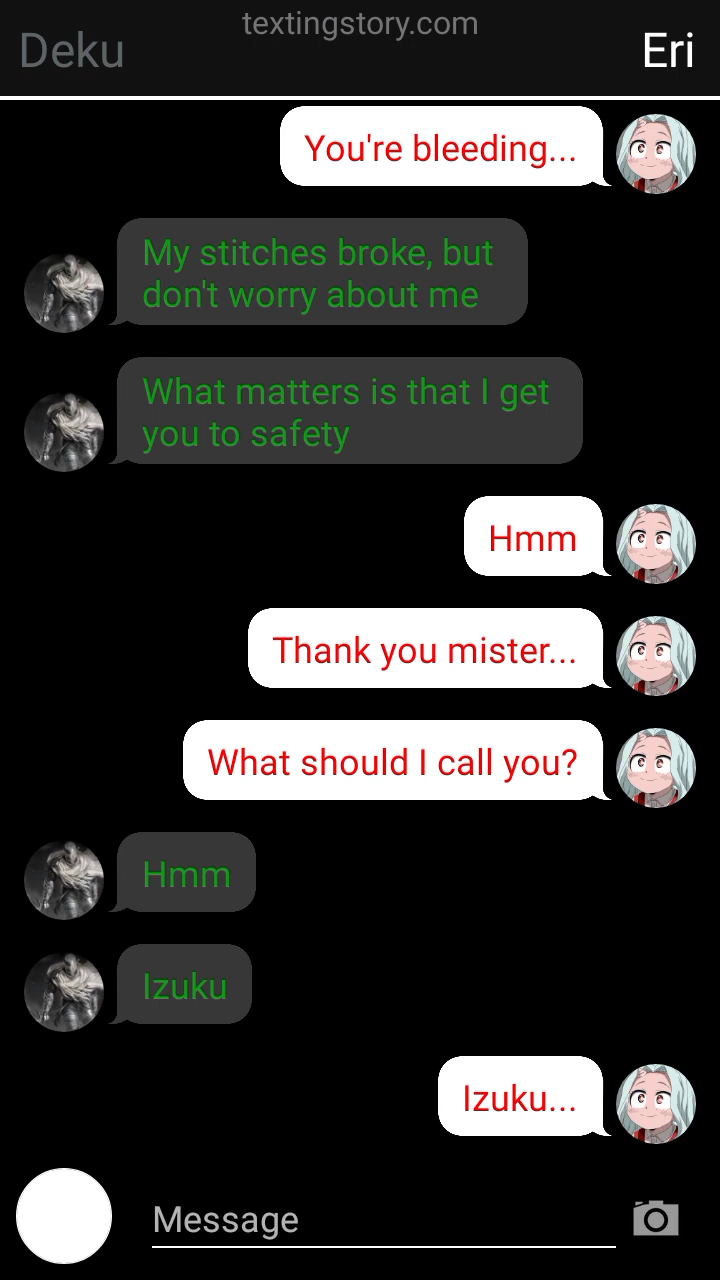 textingstory.com
Deku
Eri
You're bleeding...
My stitches broke, but
don't worry about me
What matters is that I get
you to safety
Hmm
Thank you mister...
What should I call you?
Hmm
Izuku
Izuku...
Message